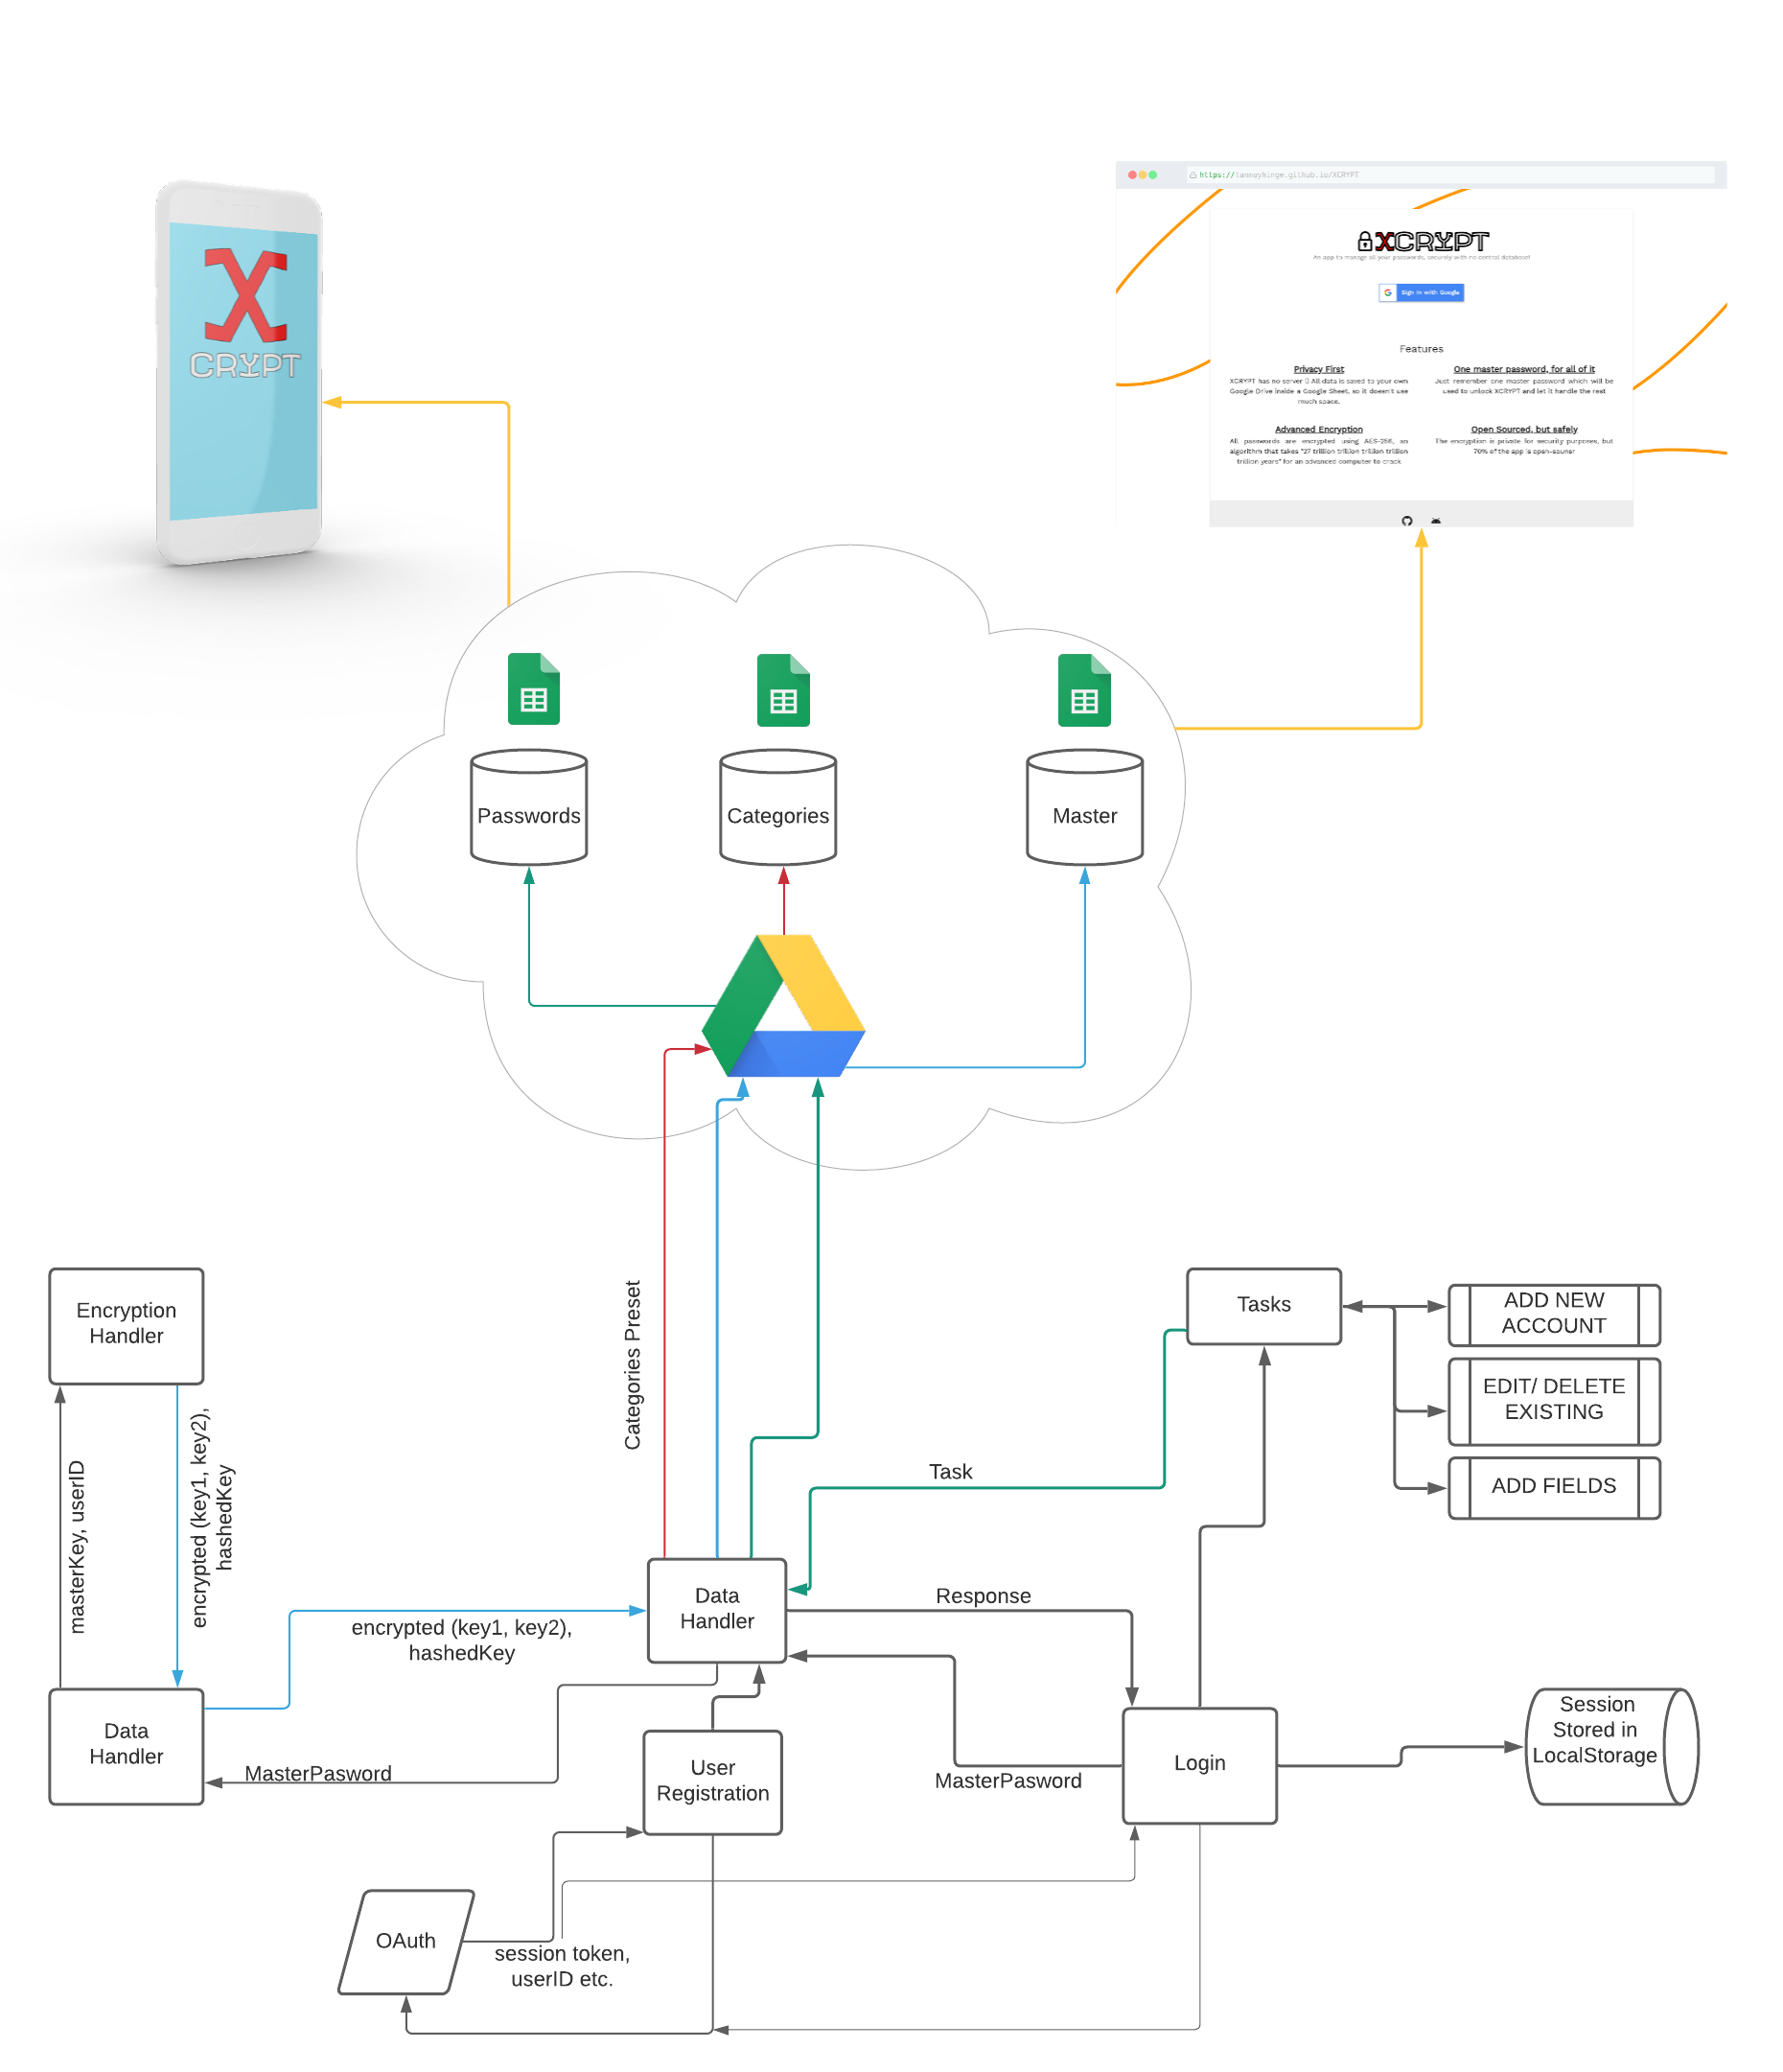 X
CRYPT
https://tanmaykinge.github.io/XCRYPT
XCRYPT
An app to manage all your passwords, securely with no central database!
Sign in with Google
Features
Privacy First
XCRYPT has no server All data is saved to your own
Google Drive inside a Google Sheet, so it doesn't use
much space.
One master password, for all of it
Just remember one master password which will be
used to unlock XCRYPT and let it handle the rest
Advanced Encryption
All passwords are encrypted using AES-256, an
algorithm that takes "27 trillion trillion trillion trillion
trillion years" for an advanced computer to crack
Open Sourced, but safely
The encryption is private for security purposes, but
70% of the app is
Passwords
Categories
Master
Encryption
Handler
masterKey, userID
encrypted (key1, key2),
hashedKey
Categories Preset
Tasks
ADD NEW
ACCOUNT
EDIT/ DELETE
EXISTING
ADD FIELDS
Task
Data
Handler
Response
encrypted (key1, key2),
hashedKey
Data
Handler
MasterPasword
User
Registration
MasterPasword
Login
Session
Stored in
LocalStorage
OAuth
session token,
userID etc.